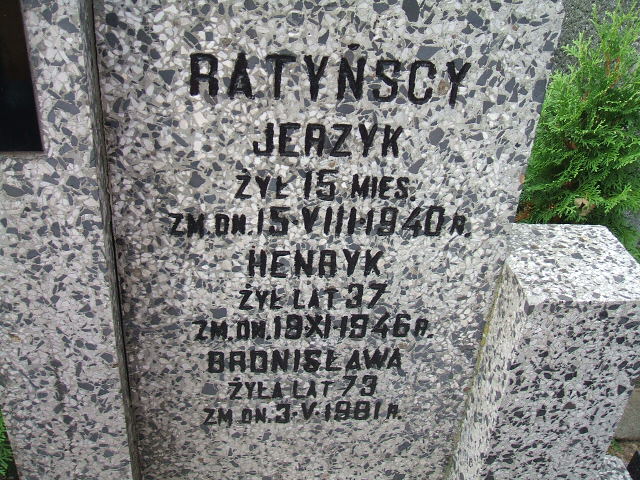 RATYŃSCY
JERZYK
ŻYŁ 15 MIES.
ZM. DN. 15·VIII·1940 R.
HENRYK
ŻYŁ LAT 37
ZM. DN. 19·XI·1946 R.
BRONISŁAWA
ŻYŁA LAT 73
ZM DN. 3·V·1981 R.